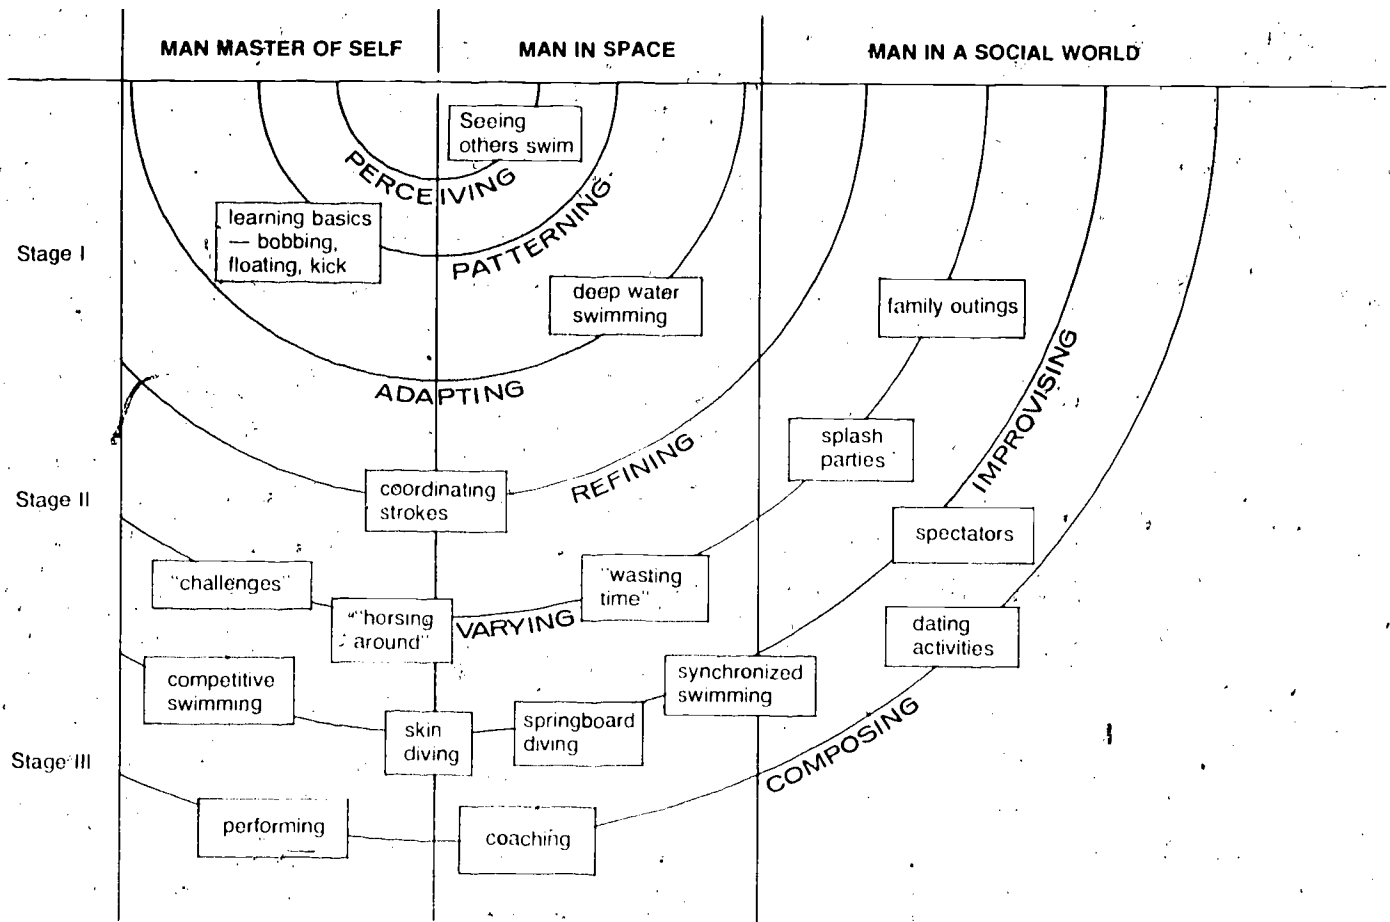 MAN MASTER OF SELF
MAN IN SPACE
MAN IN A SOCIAL WORLD
Seeing
others swim
PERCEIVING
learning basics
— bobbing,
floating, kick
PATTERNING
Stage I
deep water
swimming
family outings
ADAPTING
IMPROVISING
splash
parties
REFINING
Stage II
coordinating
strokes
spectators
"challenges"
"wasting
time"
"horsing
around"
VARYING
dating
activities
competitive
swimming
synchronized
swimming
skin
diving
springboard
diving
COMPOSING
Stage III
performing
coaching